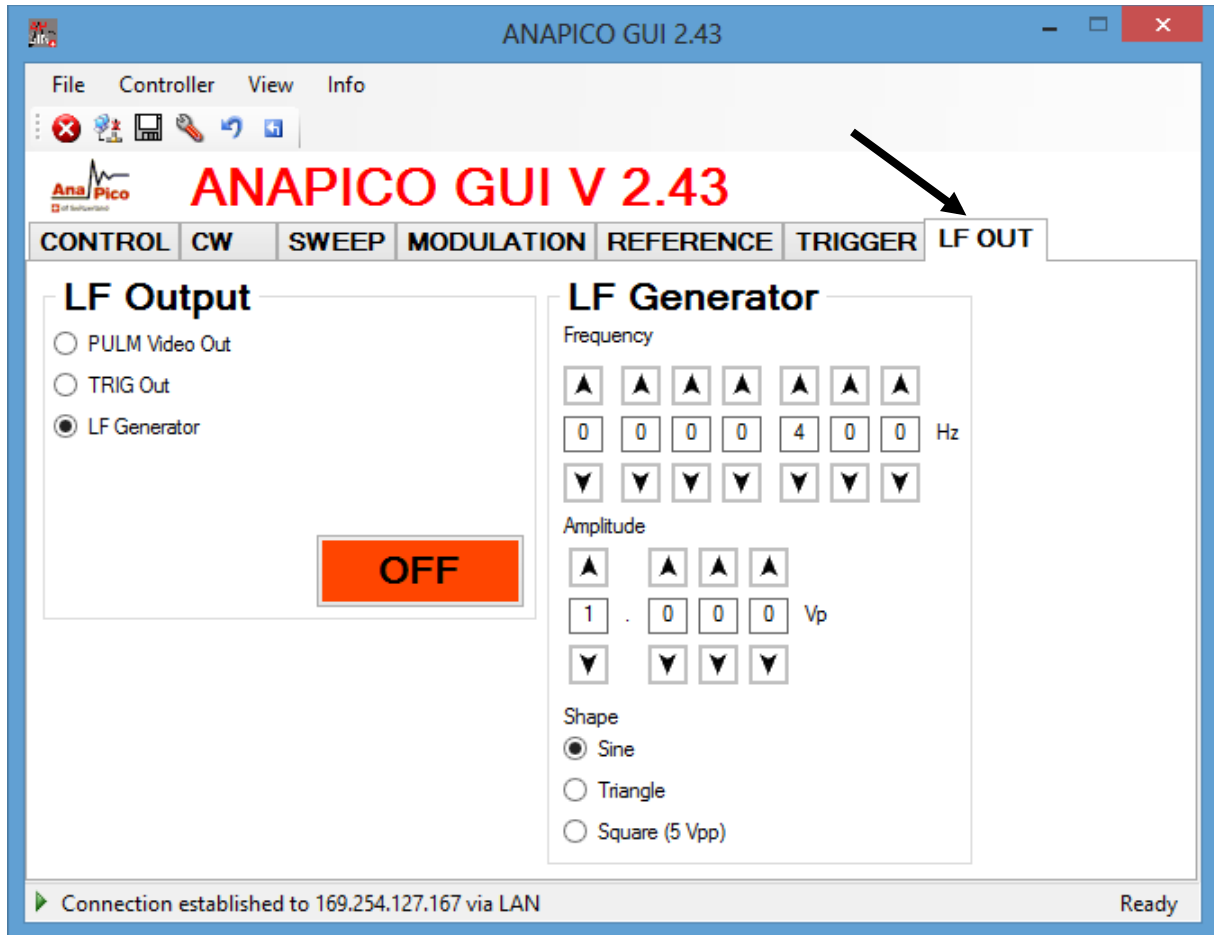 ANAPICO GUI 2.43
File Controller View Info
Ana Pico
ANAPICO GUI V 2.43
CONTROL CW SWEEP MODULATION REFERENCE TRIGGER LF OUT
LF Output
PULM Video Out
TRIG Out
LF Generator
OFF
LF Generator
Frequency
0 0 0 0 4 0 0 Hz
Amplitude
1 . 0 0 0 Vp
Shape
Sine
Triangle
Square (5 Vpp)
Connection established to 169.254.127.167 via LAN Ready